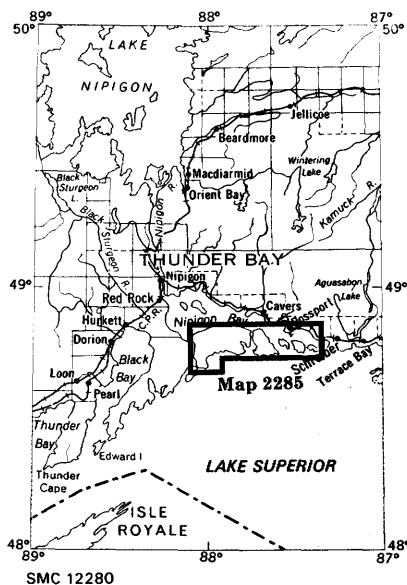 89° 88° 87°
50° 50°
LAKE
NIPIGON
Jellicoe
Beardmore
Wintering
Lake
Macdiarmid
Orient Bay
Black
Sturgeon
L.
Black
Sturgeon
R.
Nipigon
R.
Kamuck R.
THUNDER BAY
49° 49°
Nipigon
Aguasabon
Lake
Red Rock
Cavers
Rossport
Nipigon Bay
Hurkett
C.P.R.
Dorion
Schreiber
Terrace Bay
Black
Bay
Map 2285
Loon
Pearl
Thunder
Bay
Edward I
Thunder
Cape
LAKE SUPERIOR
ISLE
ROYALE
48° 48°
89° 88° 87°
SMC 12280